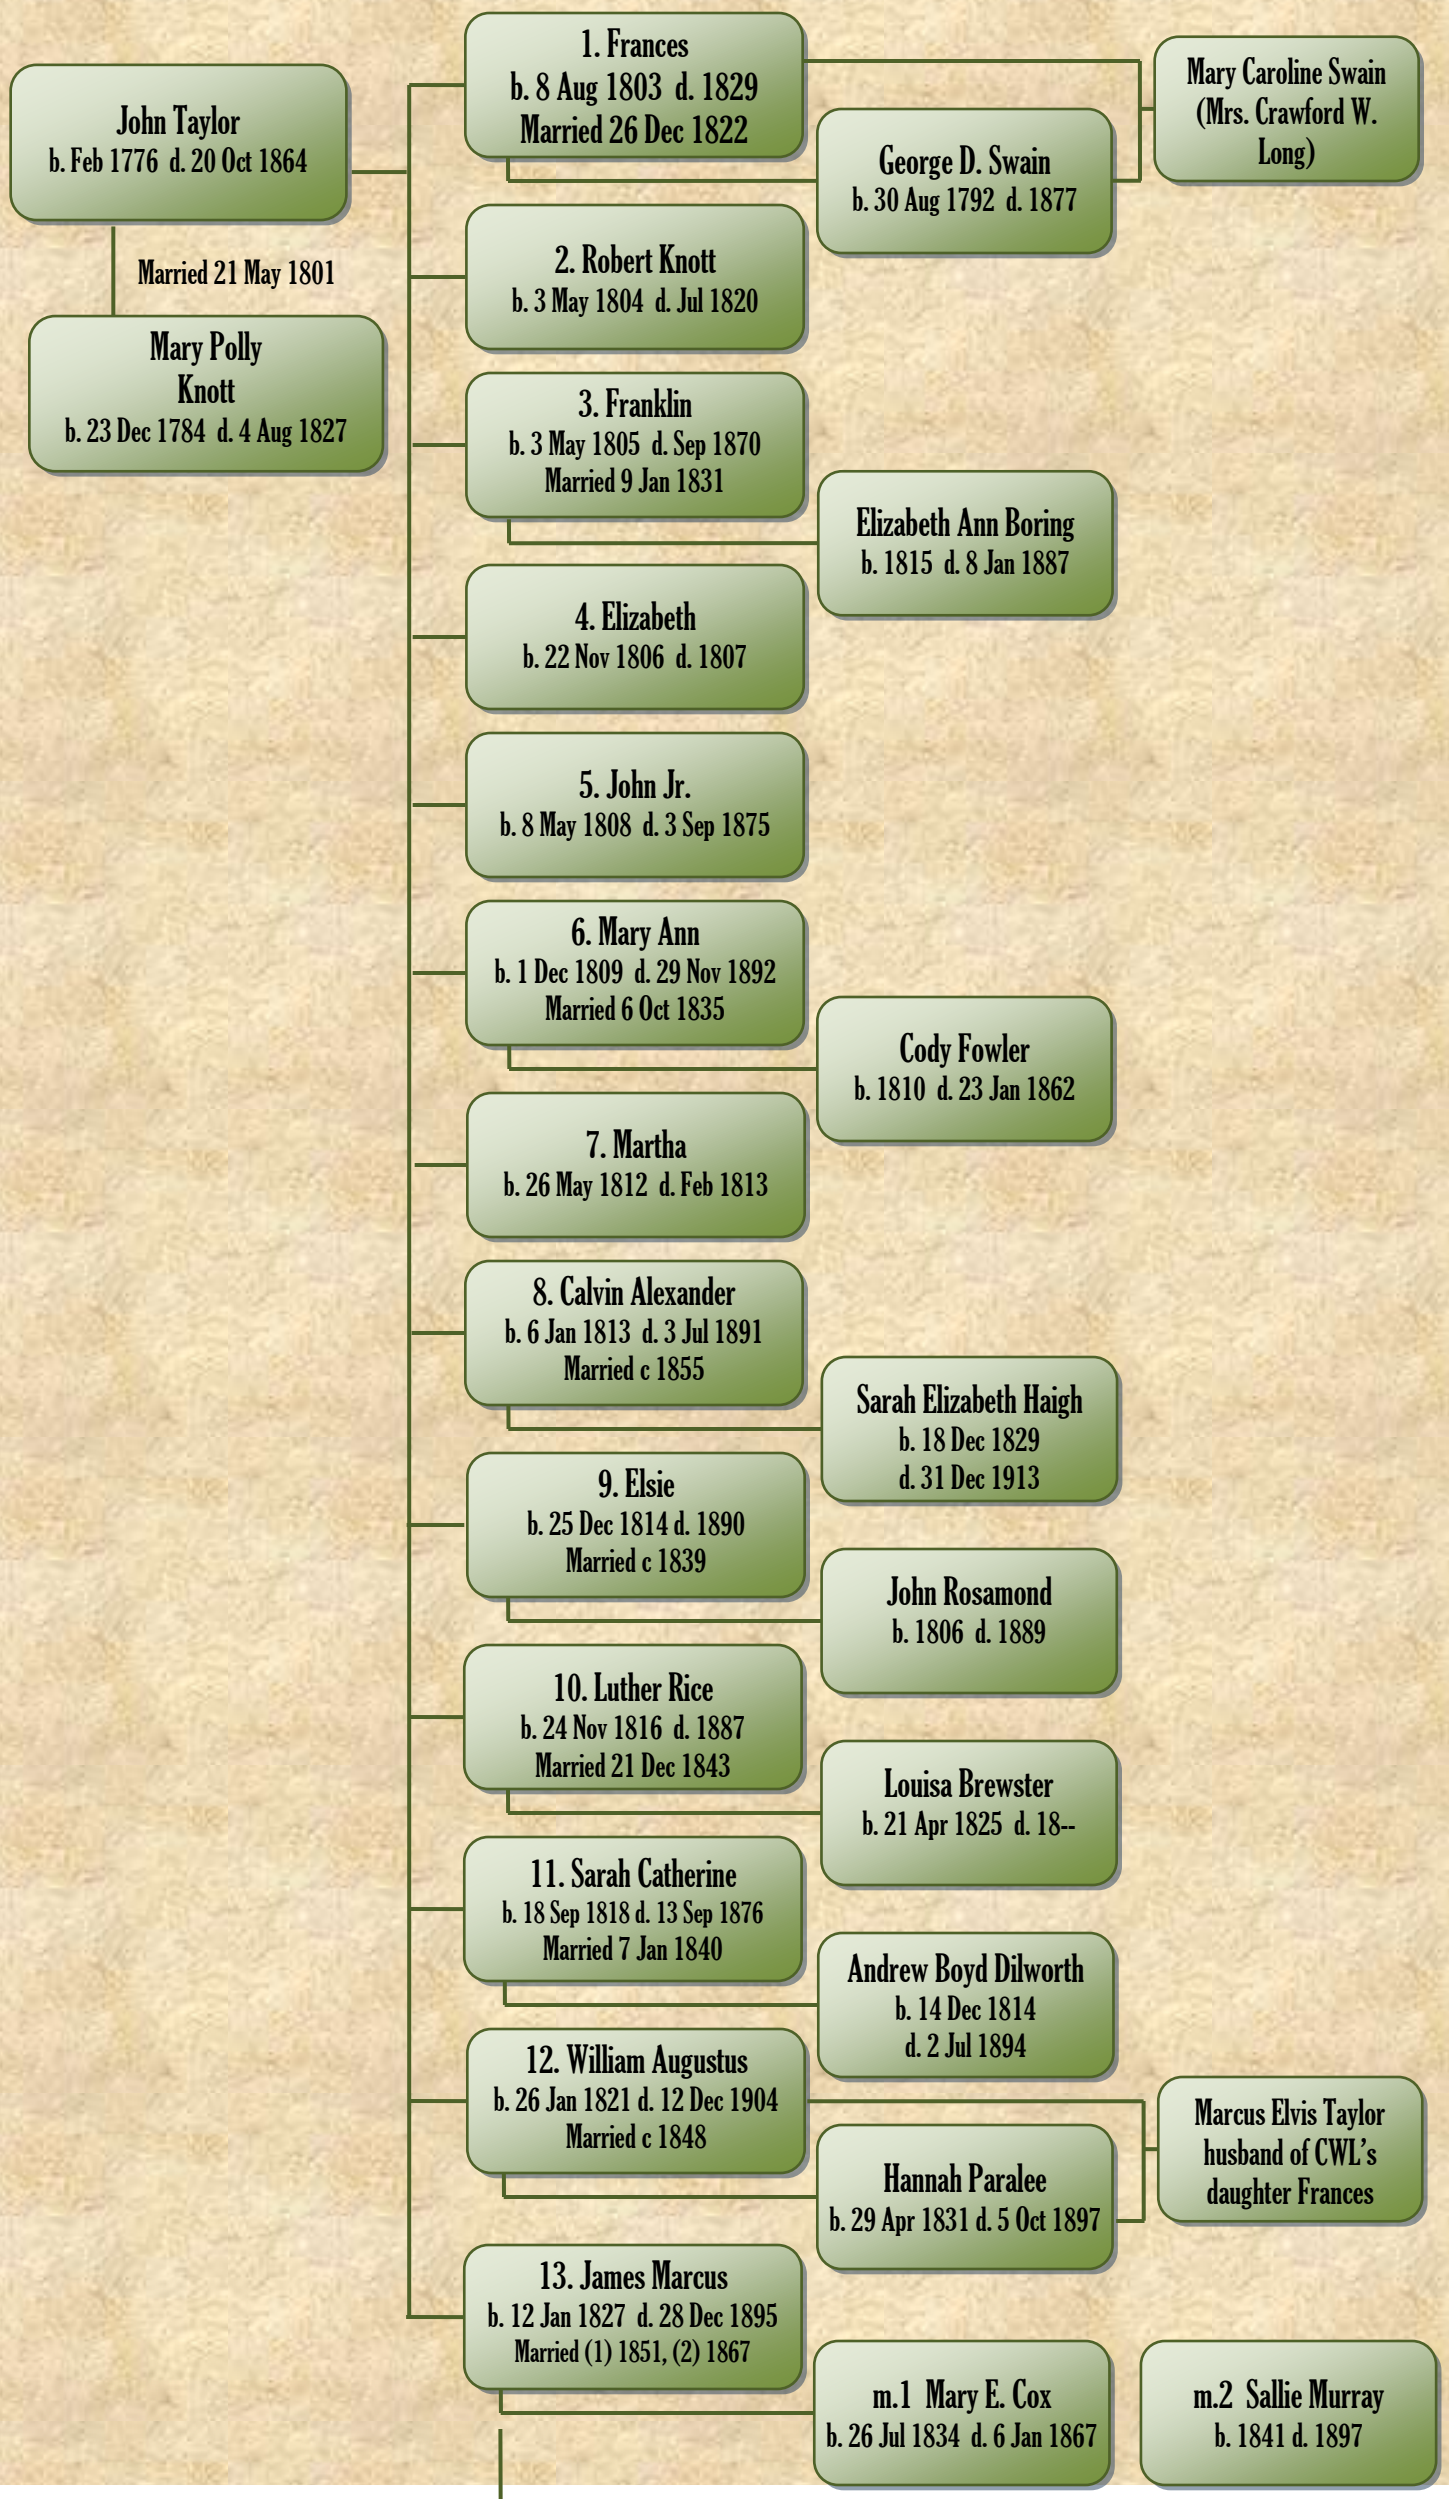 John Taylor
b. Feb 1776 d. 20 Oct 1864
Married 21 May 1801
Mary Polly
Knott
b. 23 Dec 1784 d. 4 Aug 1827
1. Frances
b. 8 Aug 1803 d. 1829
Married 26 Dec 1822
George D. Swain
b. 30 Aug 1792 d. 1877
Mary Caroline Swain
(Mrs. Crawford W.
Long)
2. Robert Knott
b. 3 May 1804 d. Jul 1820
3. Franklin
b. 3 May 1805 d. Sep 1870
Married 9 Jan 1831
Elizabeth Ann Boring
b. 1815 d. 8 Jan 1887
4. Elizabeth
b. 22 Nov 1806 d. 1807
5. John Jr.
b. 8 May 1808 d. 3 Sep 1875
6. Mary Ann
b. 1 Dec 1809 d. 29 Nov 1892
Married 6 Oct 1835
Cody Fowler
b. 1810 d. 23 Jan 1862
7. Martha
b. 26 May 1812 d. Feb 1813
8. Calvin Alexander
b. 6 Jan 1813 d. 3 Jul 1891
Married c 1855
Sarah Elizabeth Haigh
b. 18 Dec 1829
d. 31 Dec 1913
9. Elsie
b. 25 Dec 1814 d. 1890
Married c 1839
John Rosamond
b. 1806 d. 1889
10. Luther Rice
b. 24 Nov 1816 d. 1887
Married 21 Dec 1843
Louisa Brewster
b. 21 Apr 1825 d. 18--
11. Sarah Catherine
b. 18 Sep 1818 d. 13 Sep 1876
Married 7 Jan 1840
Andrew Boyd Dilworth
b. 14 Dec 1814
d. 2 Jul 1894
12. William Augustus
b. 26 Jan 1821 d. 12 Dec 1904
Married c 1848
Hannah Paralee
b. 29 Apr 1831 d. 5 Oct 1897
Marcus Elvis Taylor
husband of CWL’s
daughter Frances
13. James Marcus
b. 12 Jan 1827 d. 28 Dec 1895
Married (1) 1851, (2) 1867
m.1 Mary E. Cox
b. 26 Jul 1834 d. 6 Jan 1867
m.2 Sallie Murray
b. 1841 d. 1897